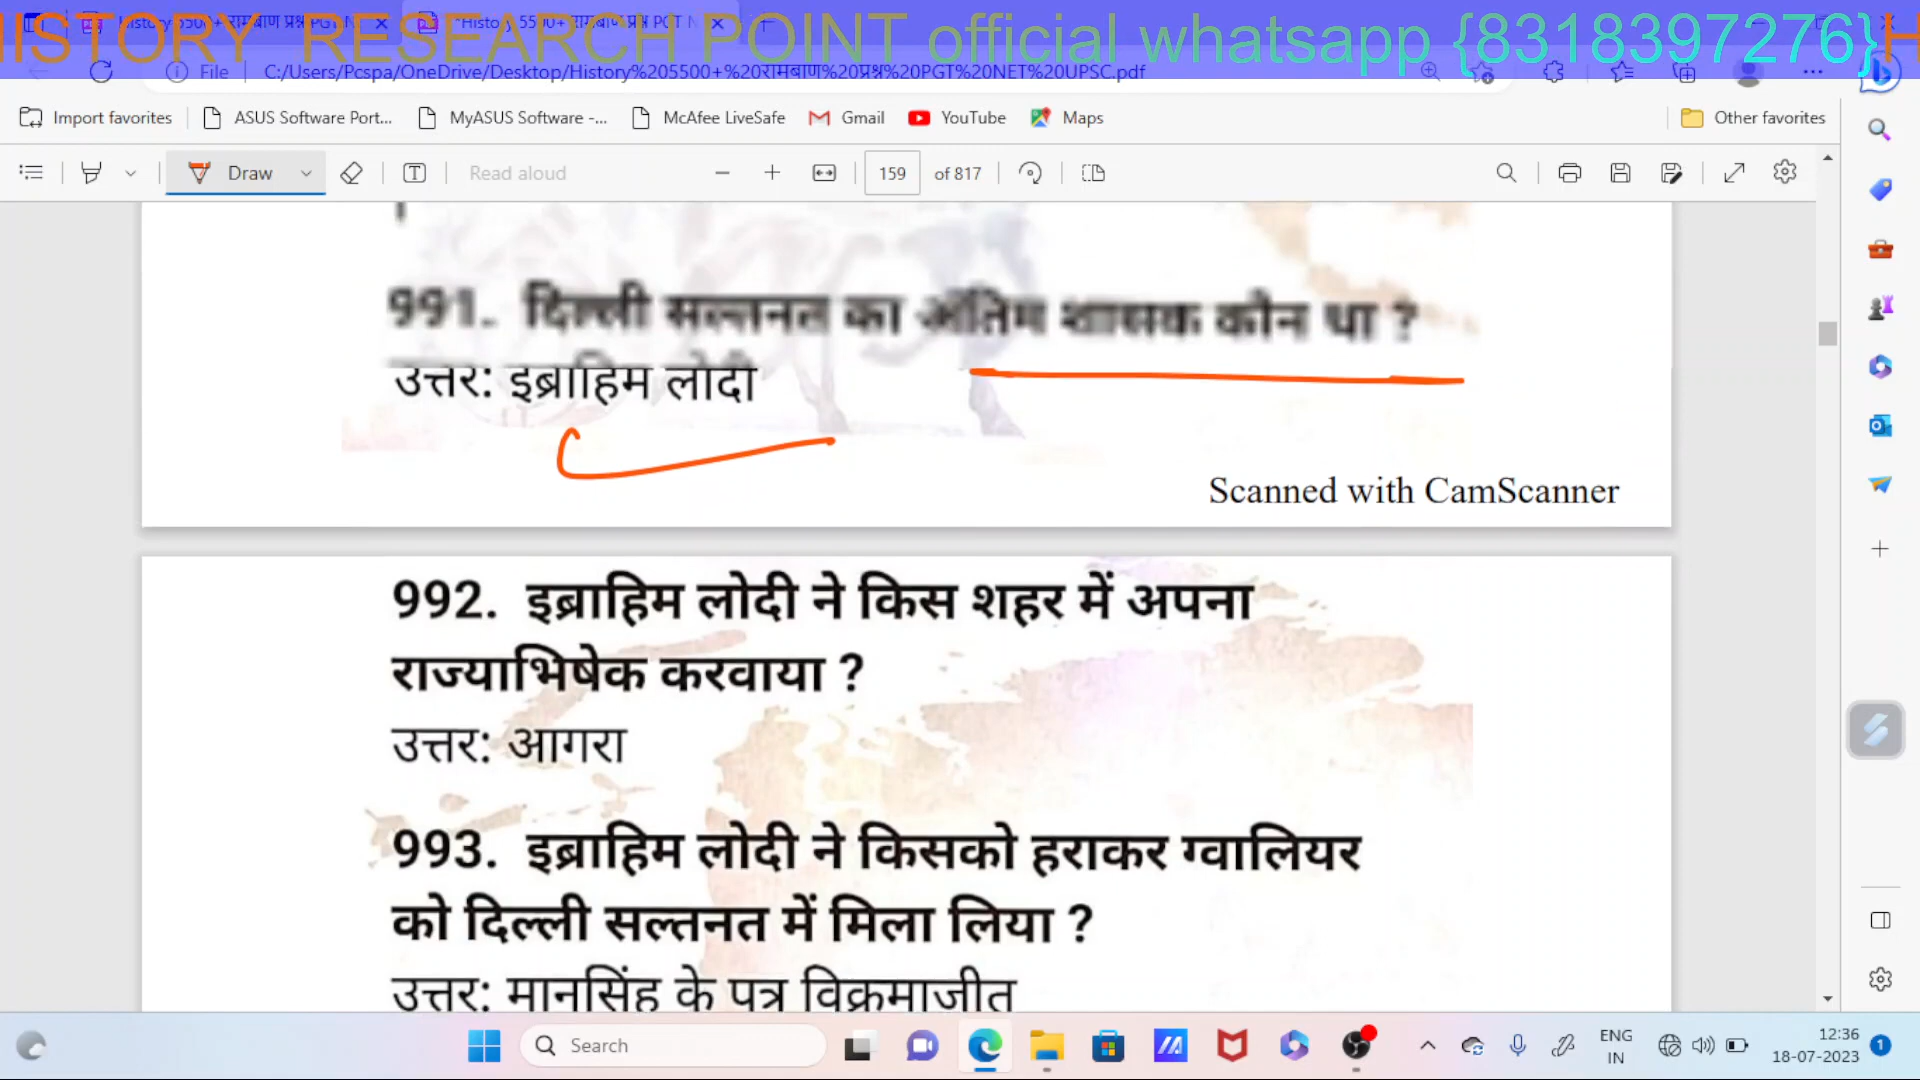 HISTORY RESEARCH POINT official whatsapp {8318397276}H
File C:/Users/Pcspa/OneDrive/Desktop/History%205500+%20रामबाण%20प्रश्न%20PGT%20NET%20UPSC.pdf
Import favorites ASUS Software Port... MyASUS Software -... McAfee LiveSafe Gmail YouTube Maps Other favorites
Draw Read aloud 159 of 817
991. दिल्ली सल्तनत का अंतिम शासक कौन था ?
उत्तर: इब्राहिम लोदी
Scanned with CamScanner
992. इब्राहिम लोदी ने किस शहर में अपना
राज्याभिषेक करवाया ?
उत्तर: आगरा
993. इब्राहिम लोदी ने किसको हराकर ग्वालियर
को दिल्ली सल्तनत में मिला लिया ?
उत्तर: मानसिंह के पुत्र विक्रमाजीत
Search ENG 12:36
IN 18-07-2023 1